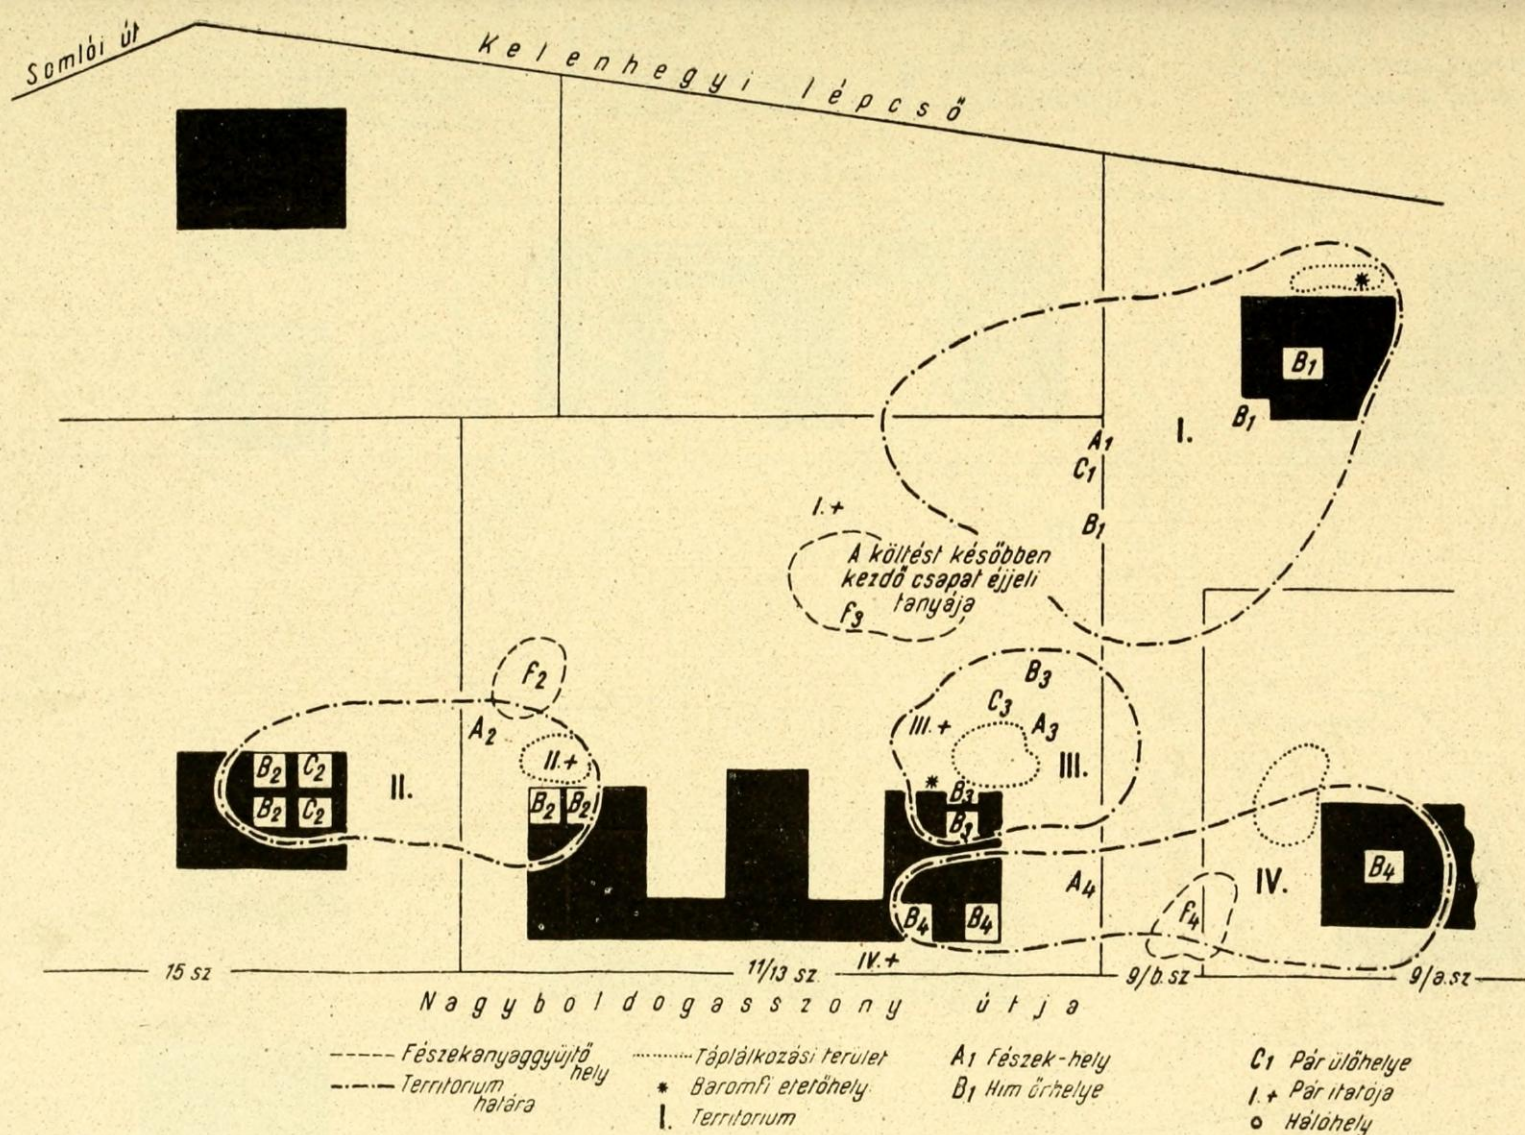 Somlói út
Kelenhegyi lépcső
B1
B1
I.
A1
C1
B1
I.+
A költést későbben
kezdő csapat éjjeli
tanyája
F3
F2
A2
II.+
B2 C2
B2 C2
II.
B2 B2
B3
C3
III.+ A3
III.
B3
B3
A4
B4 B4
F4
IV.
B4
IV.+
15 sz
11/13 sz.
9/b.sz
9/a.sz
Nagyboldogasszony útja
Fészekanyaggyüjtő
hely
Territorium
határa
Táplálkozási terület
* Baromfi etetőhely
I. Territorium
A1 Fészek-hely
B1 Hím őrhelye
C1 Pár ülőhelye
I.+ Pár itatója
o Hálóhely